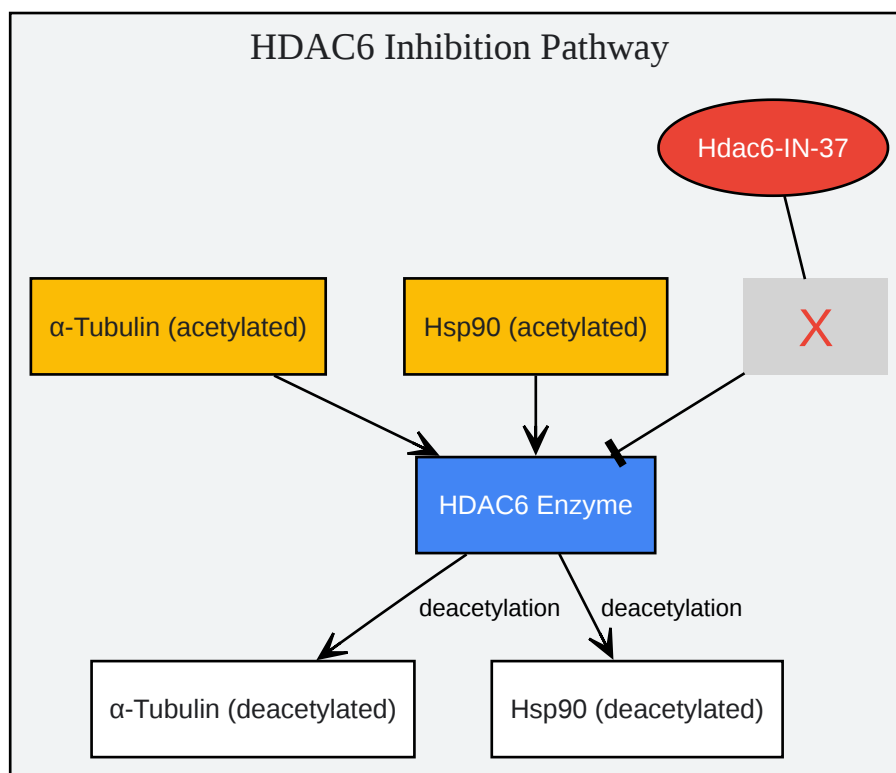 HDAC6 Inhibition Pathway
Hdac6-IN-37
α-Tubulin (acetylated)
Hsp90 (acetylated)
X
HDAC6 Enzyme
deacetylation
deacetylation
α-Tubulin (deacetylated)
Hsp90 (deacetylated)